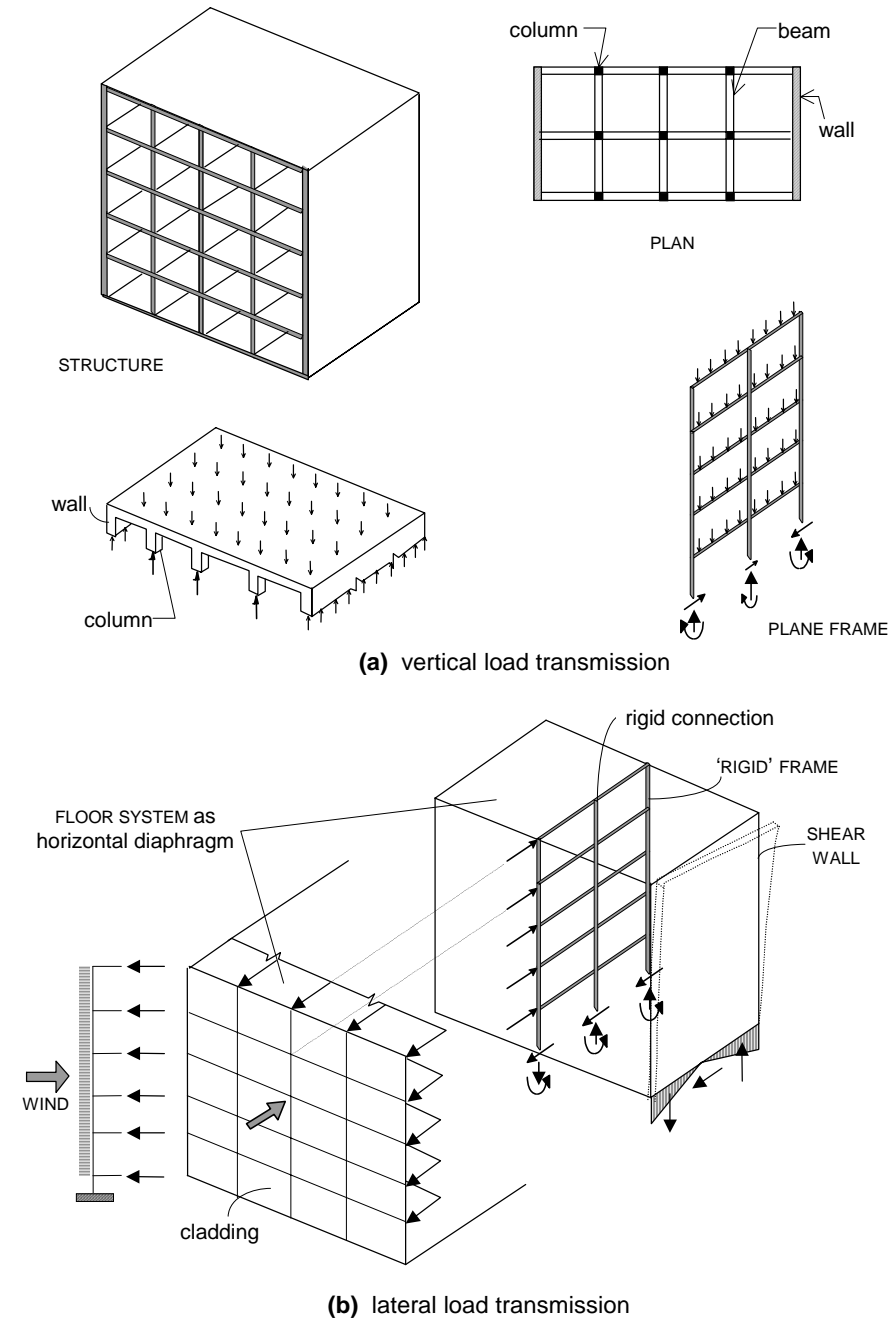 column
beam
wall
PLAN
STRUCTURE
wall
column
PLANE FRAME
(a) vertical load transmission
rigid connection
'RIGID' FRAME
FLOOR SYSTEM as
horizontal diaphragm
SHEAR
WALL
WIND
cladding
(b) lateral load transmission